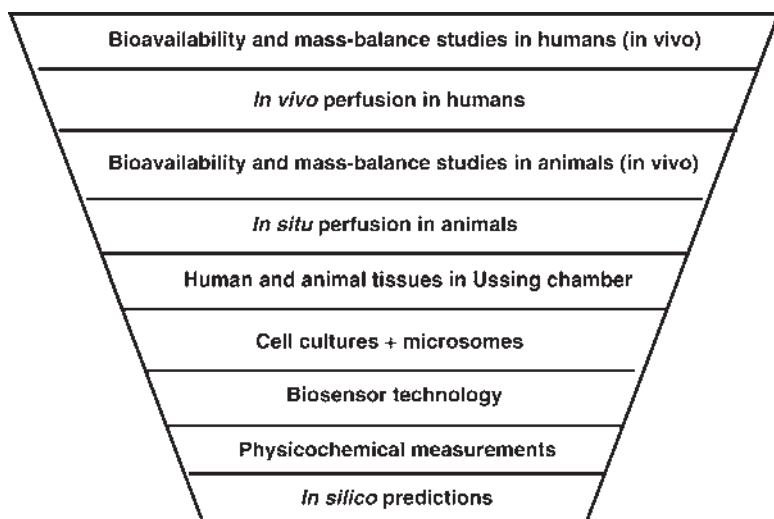 Bioavailability and mass-balance studies in humans (in vivo)
In vivo perfusion in humans
Bioavailability and mass-balance studies in animals (in vivo)
In situ perfusion in animals
Human and animal tissues in Ussing chamber
Cell cultures + microsomes
Biosensor technology
Physicochemical measurements
In silico predictions